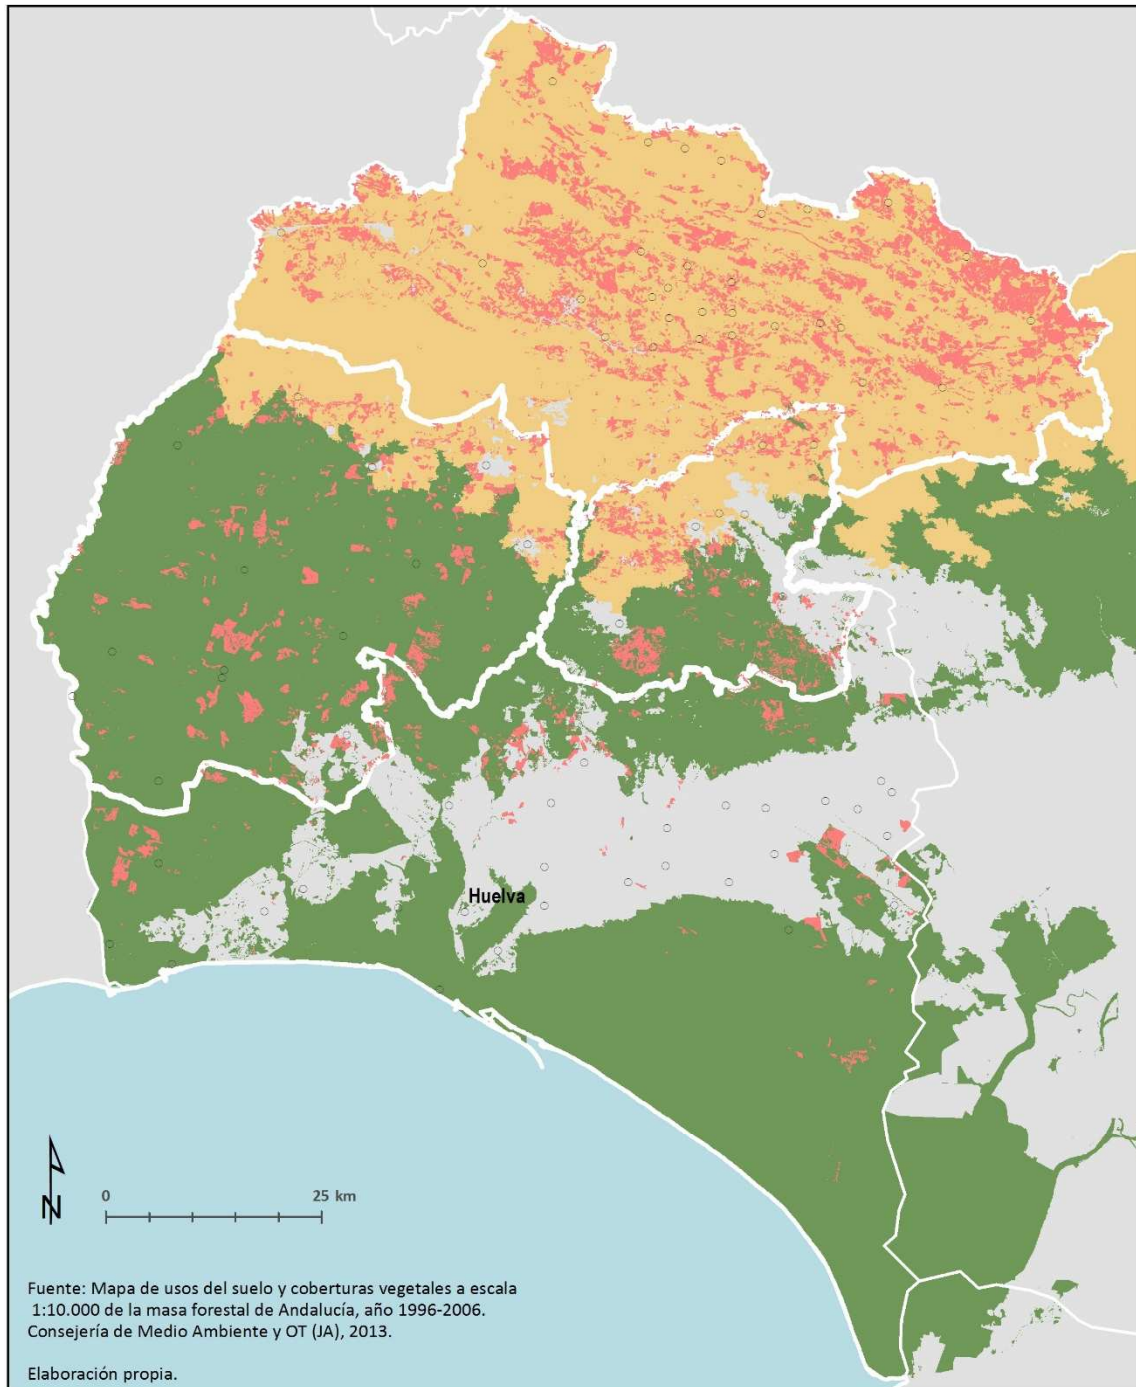 Huelva
N
0 25 km
Fuente: Mapa de usos del suelo y coberturas vegetales a escala
1:10.000 de la masa forestal de Andalucía, año 1996-2006.
Consejería de Medio Ambiente y OT (JA), 2013.
Elaboración propia.